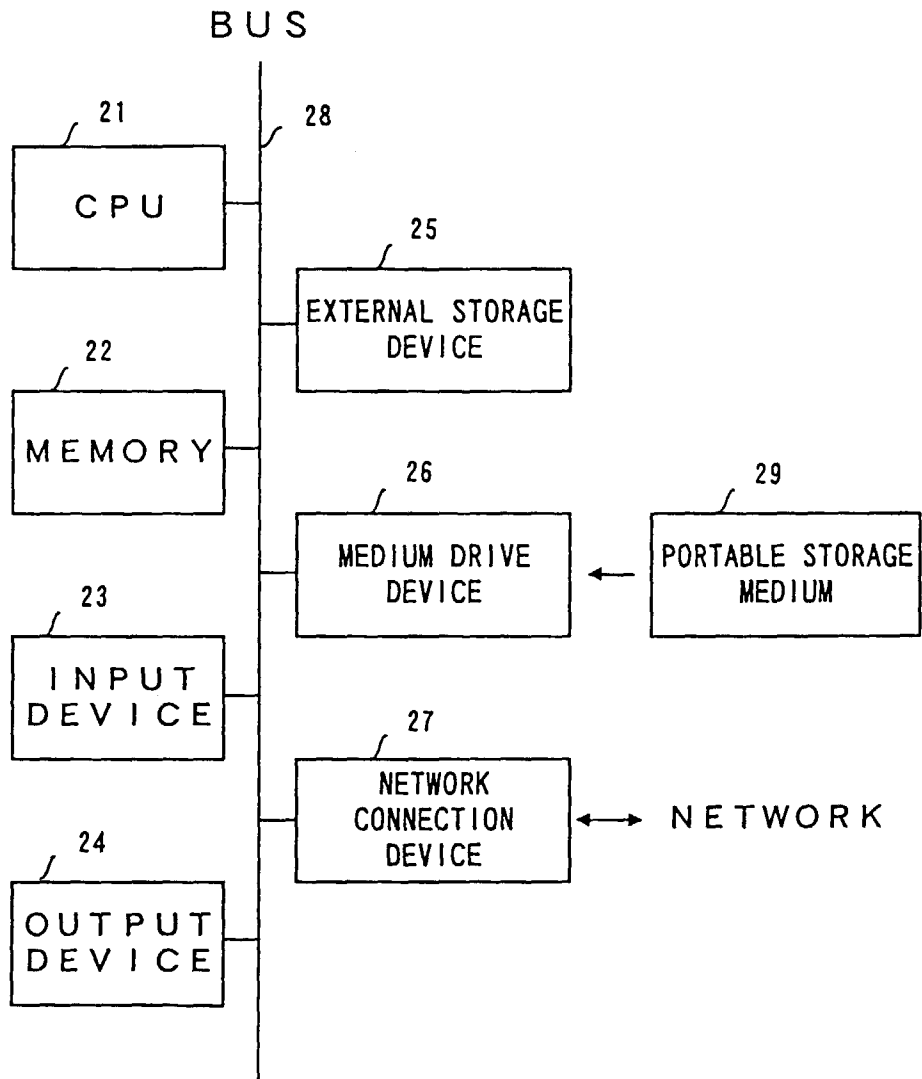 BUS
28
21
CPU
25
EXTERNAL STORAGE
DEVICE
22
MEMORY
26
MEDIUM DRIVE
DEVICE
29
PORTABLE STORAGE
MEDIUM
23
INPUT
DEVICE
27
NETWORK
CONNECTION
DEVICE
NETWORK
24
OUTPUT
DEVICE